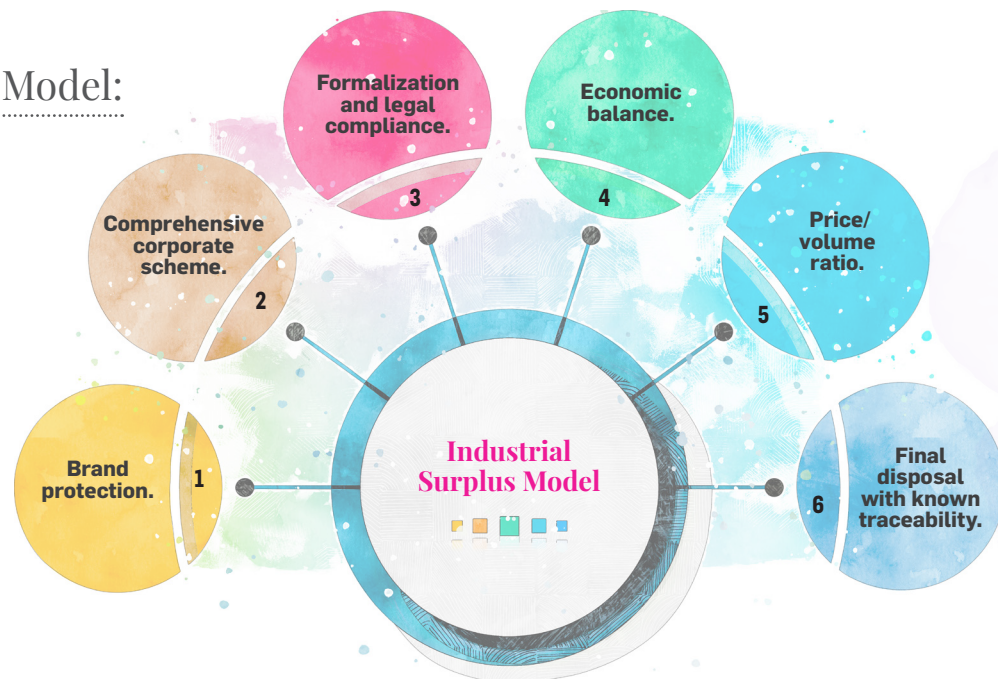 Model:
Brand
protection.
1
Comprehensive
corporate
scheme.
2
Formalization
and legal
compliance.
3
Economic
balance.
4
Price/
volume
ratio.
5
Final
disposal
with known
traceability.
6
Industrial
Surplus Model